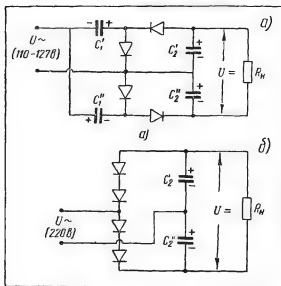 а)
U~
(110-127в)
C₁'
C₂'
C₂"
U=
Rн
C₁"
а)
б)
U~
(220в)
C₂'
C₂"
U=
Rн